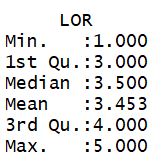 LOR
Min.   :1.000
1st Qu.:3.000
Median :3.500
Mean   :3.453
3rd Qu.:4.000
Max.   :5.000